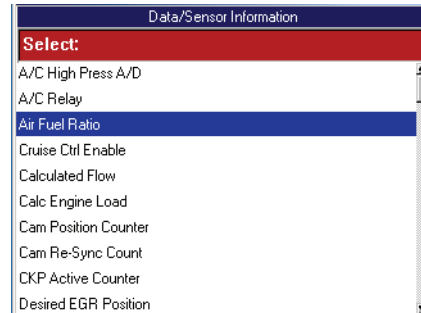 Data/Sensor Information
Select:
A/C High Press A/D
A/C Relay
Air Fuel Ratio
Cruise Ctrl Enable
Calculated Flow
Calc Engine Load
Cam Position Counter
Cam Re-Sync Count
CKP Active Counter
Desired EGR Position